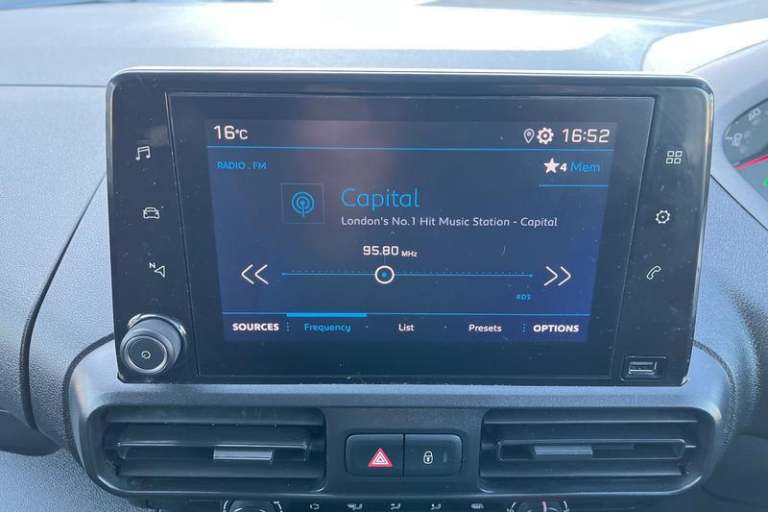 16°C 16:52
RADIO . FM
4 Mem
Capital
London's No.1 Hit Music Station - Capital
95.80 MHz
RDS
SOURCES Frequency List Presets OPTIONS
N